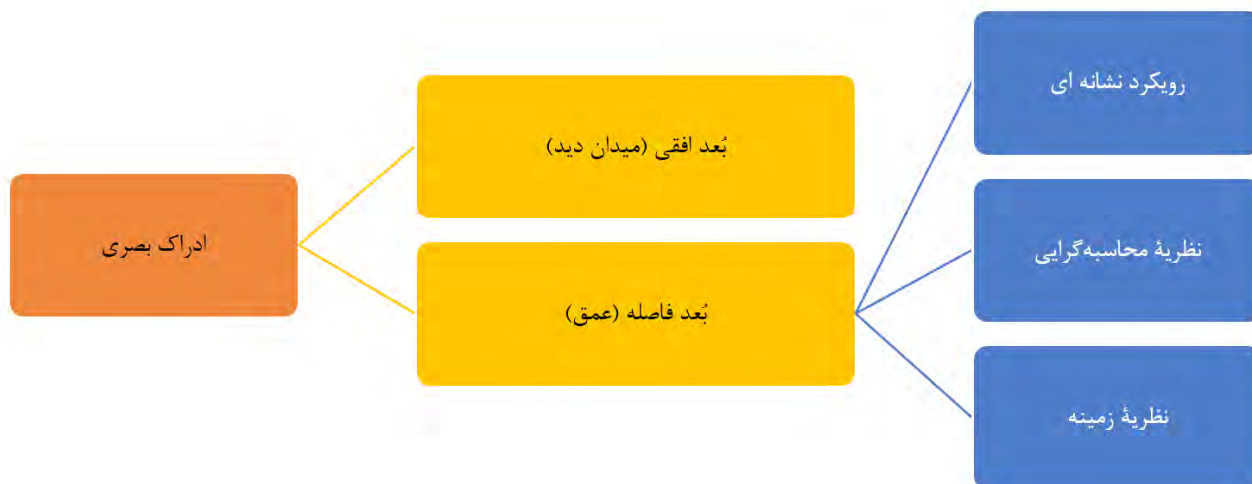 ادراک بصری
بُعد افقی (میدان دید)
بُعد فاصله (عمق)
رویکرد نشانه ای
نظریهٔ محاسبه‌گرایی
نظریهٔ زمینه